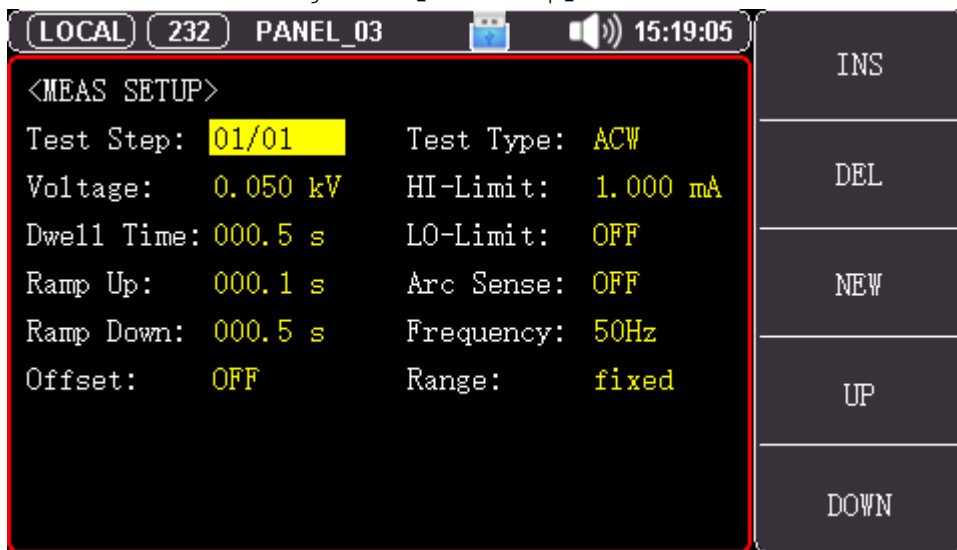 LOCAL 232 PANEL_03 15:19:05
<MEAS SETUP>
Test Step: 01/01 Test Type: ACW
Voltage: 0.050 kV HI-Limit: 1.000 mA
Dwell Time: 000.5 s LO-Limit: OFF
Ramp Up: 000.1 s Arc Sense: OFF
Ramp Down: 000.5 s Frequency: 50Hz
Offset: OFF Range: fixed
INS
DEL
NEW
UP
DOWN